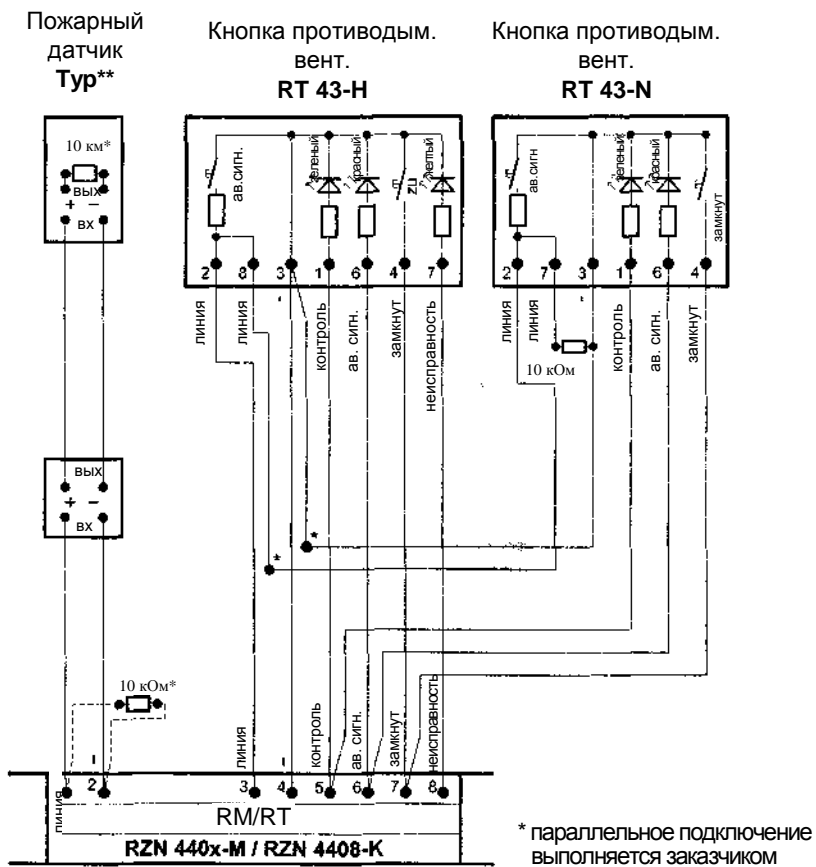 Пожарный
датчик
Typ**
Кнопка противодым.
вент.
RT 43-H
Кнопка противодым.
вент.
RT 43-N
10 км*
вых
+ −
вх
ав.сигн.
зеленый
красный
ZU
желтый
2 8 3 1 6 4 7
линия
линия
контроль
ав. сигн.
замкнут
неисправность
ав.сигн
зеленый
красный
замкнут
2 7 3 1 6 4
линия
линия
контроль
ав. сигн.
замкнут
10 кОм
вых
+ −
вх
*
*
10 кОм*
линия
линия
контроль
ав. сигн.
замкнут
неисправность
2 3 4 5 6 7 8
RM/RT
RZN 440x-M / RZN 4408-K
* параллельное подключение
выполняется заказчиком